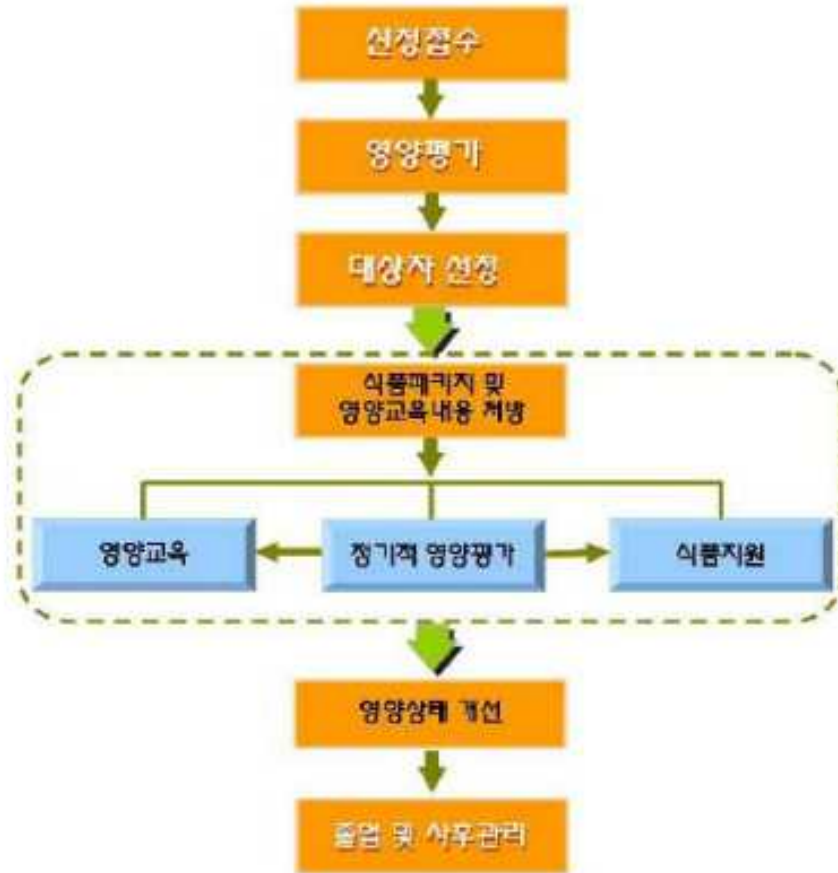 신청접수
영양평가
대상자 선정
식품패키지 및
영양교육내용 처방
영양교육
정기적 영양평가
식품지원
영양상태 개선
졸업 및 사후관리